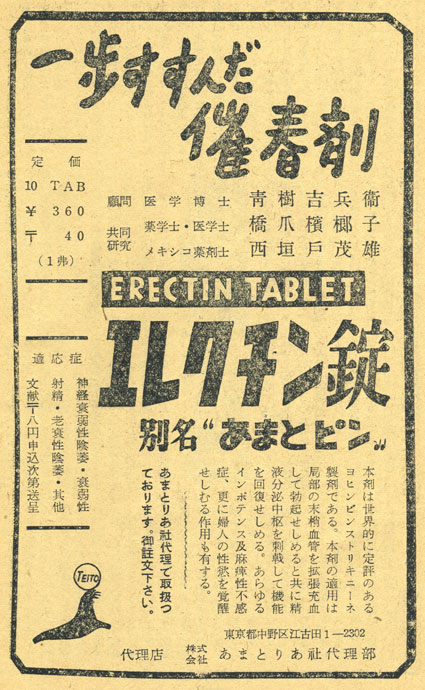 一歩すすんだ
催春剤
定価
10 TAB
¥ 360
〒 40
(1弗)
顧問 医学博士 青樹吉兵衞
共同研究 薬学士・医学士 橋爪檳榔子
メキシコ薬剤士 西垣戸茂雄
ERECTIN TABLET
エレクチン錠
別名“あまとピン„
適応症
神経衰弱性陰萎・衰弱性
射精・老衰性陰萎・其他
文献〒八円申込次第送呈
本剤は世界的に定評のある、
ヨヒンビンストリキニーネ
製剤である。本剤の適用は
局部の末梢血管を拡張充血
して勃起せしめると共に精
液分泌中枢を刺戟して機能
を回復せしめる。あらゆる
インポテンス及麻痺性不感
症、更に婦人の性慾を覚醒
せしむる作用も有する。
あまとりあ社代理で取扱つ
ております。御註文下さい。
TEITO
東京都中野区江古田1—2302
代理店 株式会社 あまとりあ社代理部